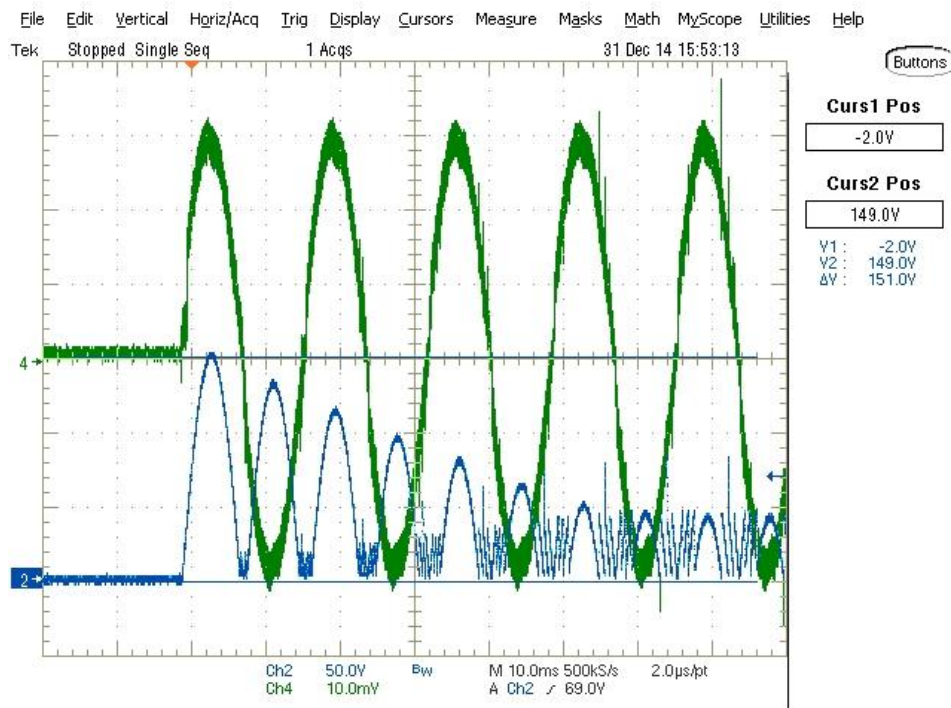 File Edit Vertical Horiz/Acq Trig Display Cursors Measure Masks Math MyScope Utilities Help
Tek Stopped Single Seq 1 Acqs 31 Dec 14 15:53:13
Buttons
Curs1 Pos
-2.0V
Curs2 Pos
149.0V
V1 : -2.0V
V2 : 149.0V
ΔV : 151.0V
4
2
Ch2 50.0V BW M 10.0ms 500kS/s 2.0µs/pt
Ch4 10.0mV A Ch2 ∕ 69.0V